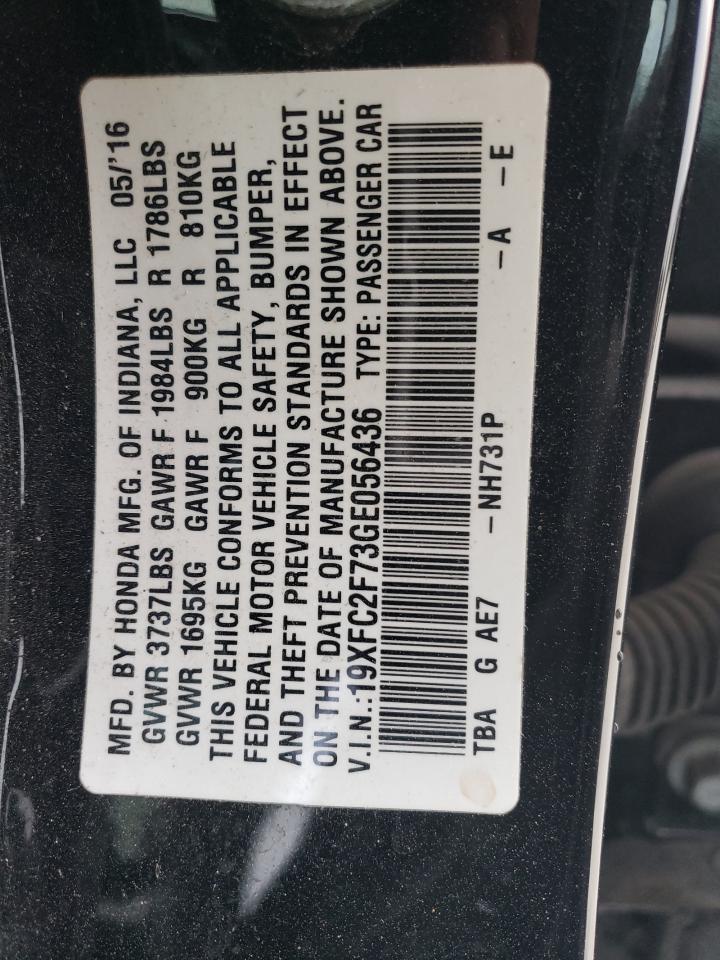 MFD. BY HONDA MFG. OF INDIANA, LLC 05/'16
GVWR 3737LBS GAWR F 1984LBS R 1786LBS
GVWR 1695KG GAWR F 900KG R 810KG
THIS VEHICLE CONFORMS TO ALL APPLICABLE
FEDERAL MOTOR VEHICLE SAFETY, BUMPER,
AND THEFT PREVENTION STANDARDS IN EFFECT
ON THE DATE OF MANUFACTURE SHOWN ABOVE.
V.I.N.:19XFC2F73GE056436 TYPE: PASSENGER CAR
TBA G AE7 -NH731P -A -E